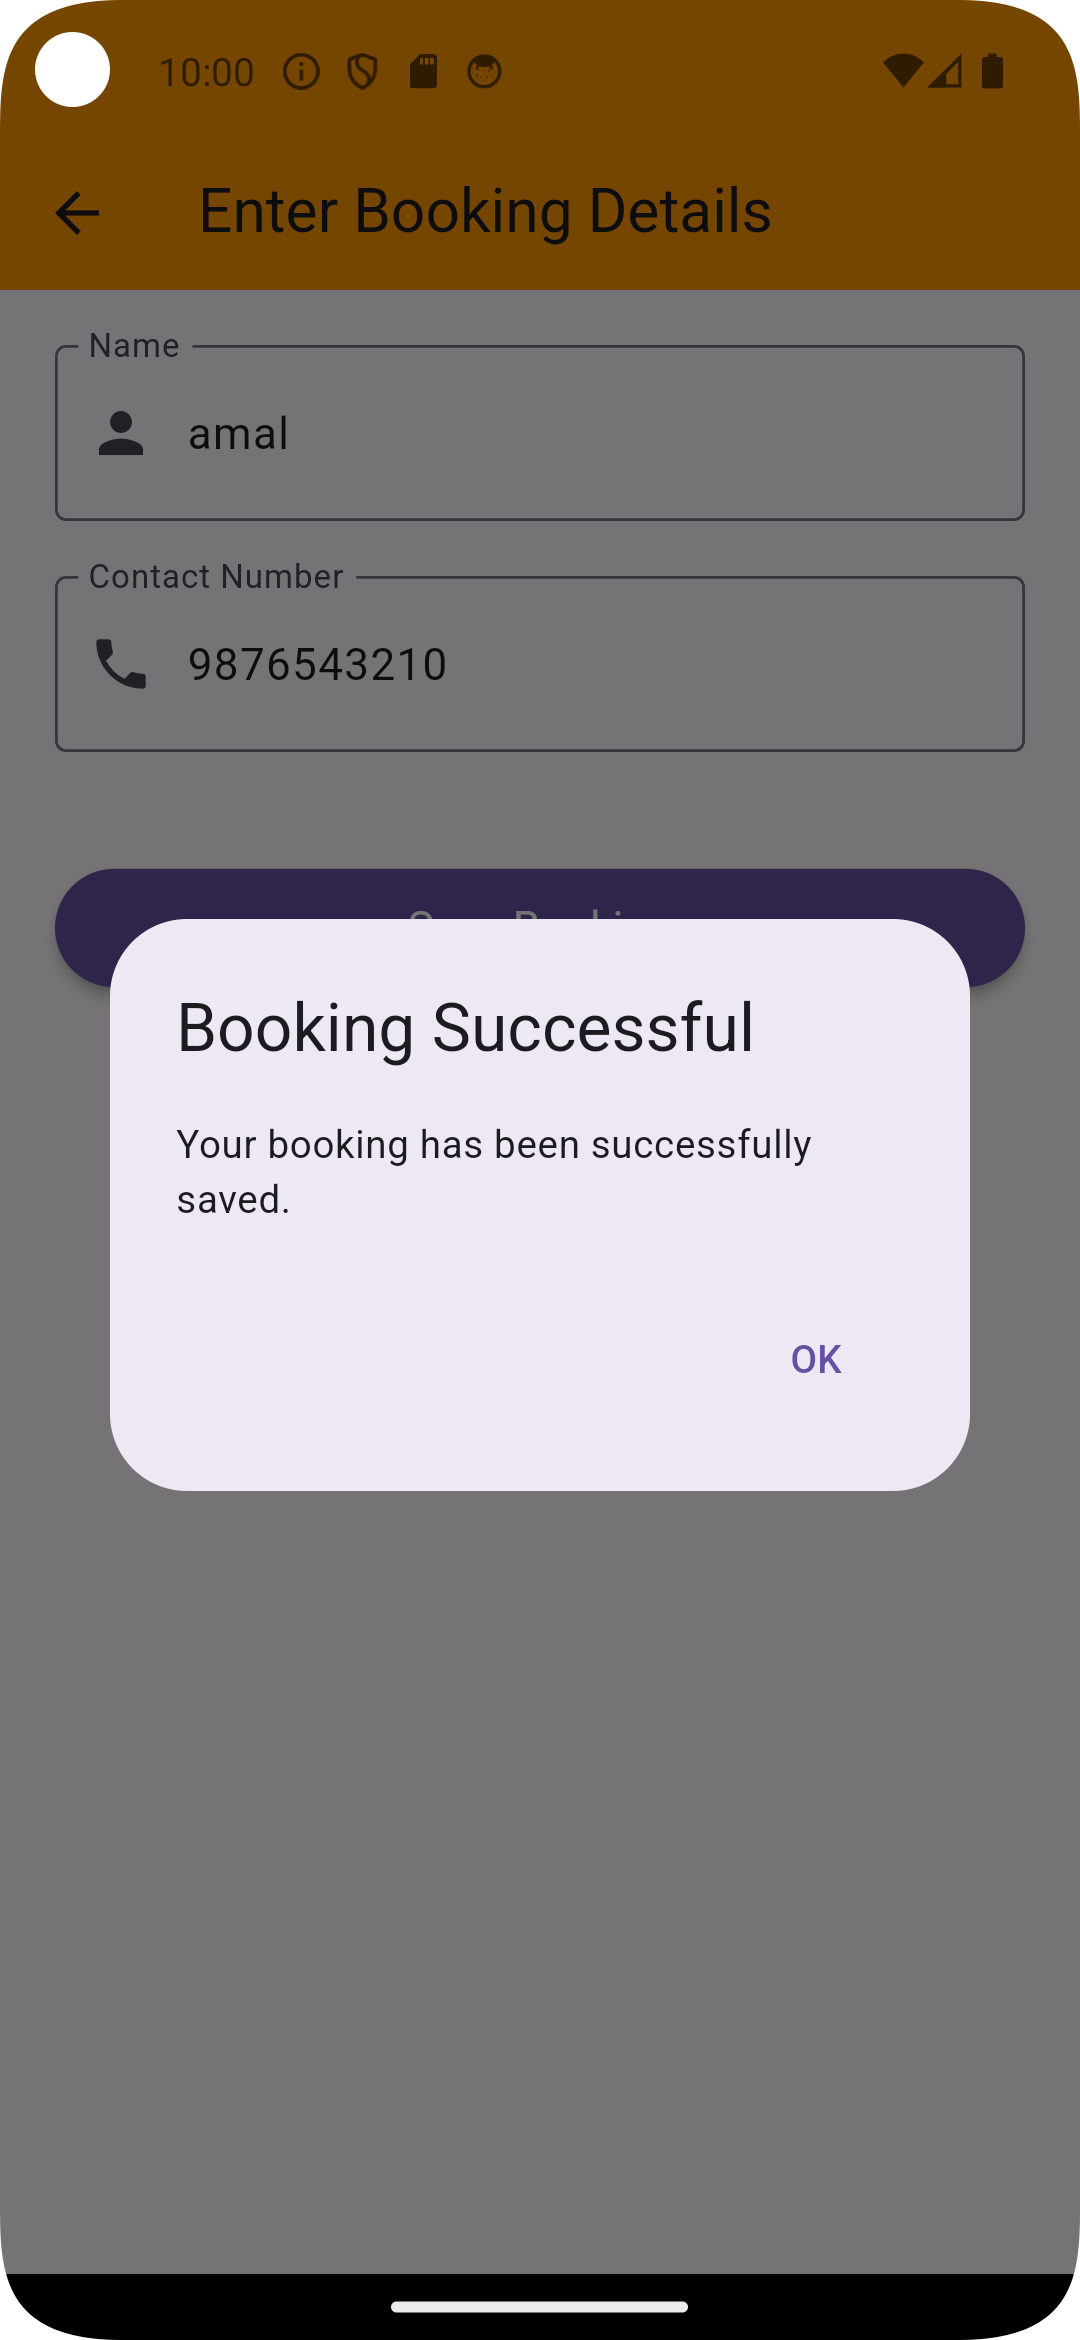 10:00
Enter Booking Details
Name
amal
Contact Number
9876543210
Booking Successful
Your booking has been successfully
saved.
OK